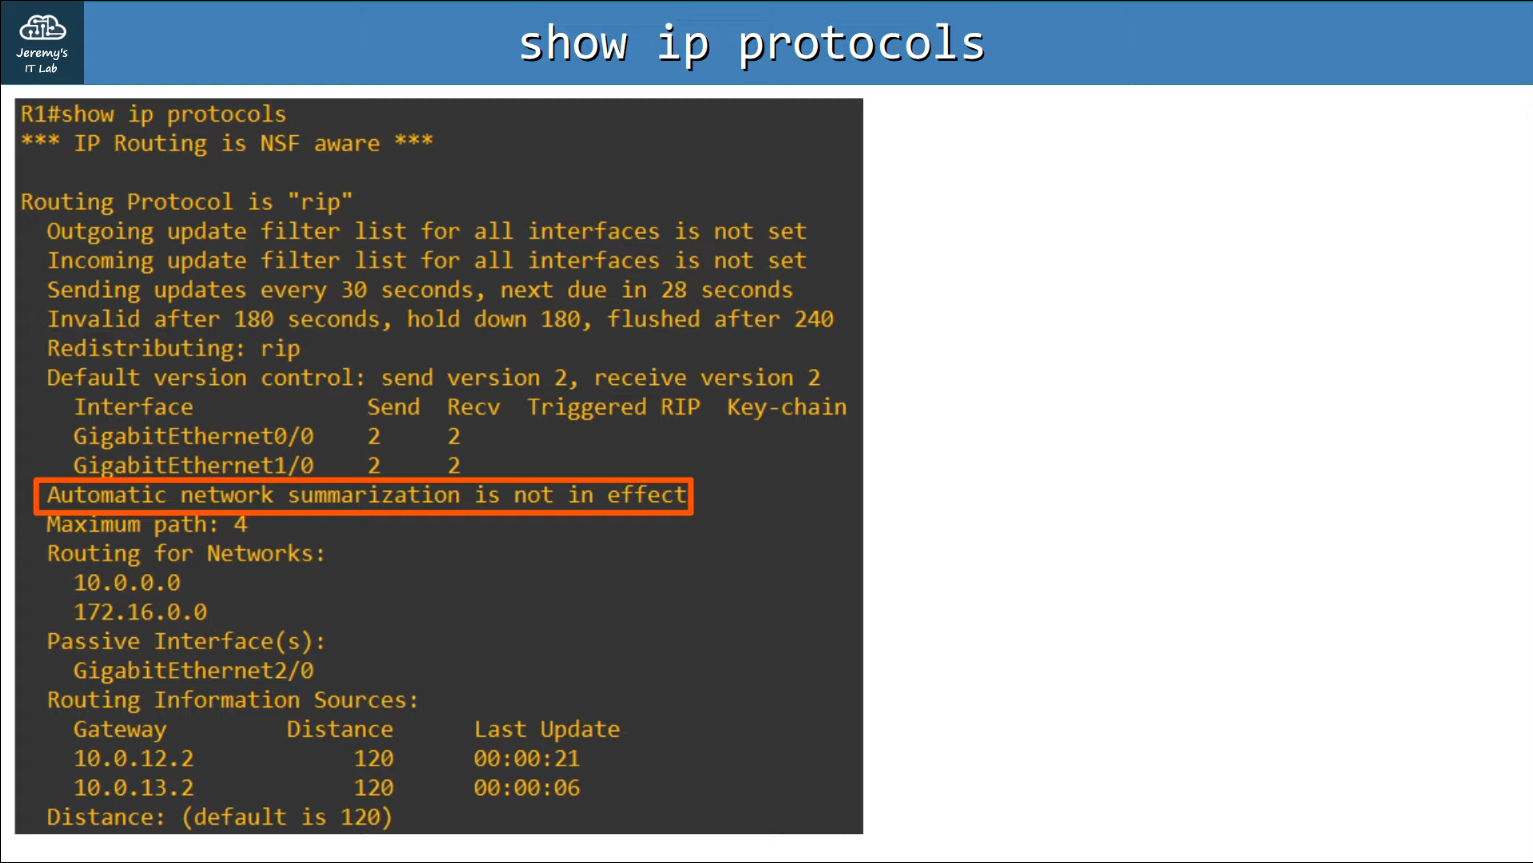 Jeremy's
IT Lab
show ip protocols
R1#show ip protocols
*** IP Routing is NSF aware ***
Routing Protocol is "rip"
Outgoing update filter list for all interfaces is not set
Incoming update filter list for all interfaces is not set
Sending updates every 30 seconds, next due in 28 seconds
Invalid after 180 seconds, hold down 180, flushed after 240
Redistributing: rip
Default version control: send version 2, receive version 2
Interface Send Recv Triggered RIP Key-chain
GigabitEthernet0/0 2 2
GigabitEthernet1/0 2 2
Automatic network summarization is not in effect
Maximum path: 4
Routing for Networks:
10.0.0.0
172.16.0.0
Passive Interface(s):
GigabitEthernet2/0
Routing Information Sources:
Gateway Distance Last Update
10.0.12.2 120 00:00:21
10.0.13.2 120 00:00:06
Distance: (default is 120)